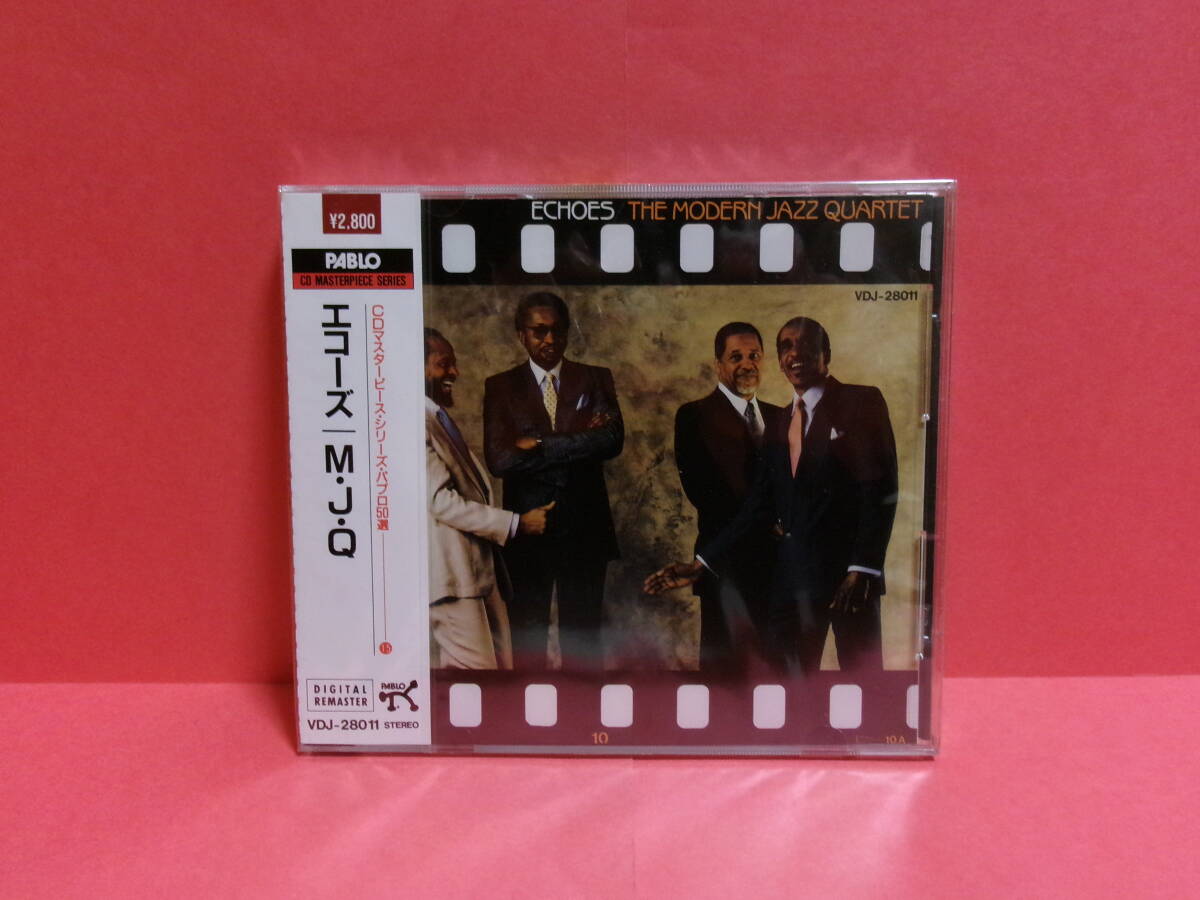 ¥2,800
PABLO
CD MASTERPIECE SERIES
エコーズ|M・J・Q
CDマスターピース・シリーズ・パブロ50選
15
DIGITAL
REMASTER
PABLO
VDJ-28011 STEREO
ECHOES THE MODERN JAZZ QUARTET
VDJ-28011
10
10A